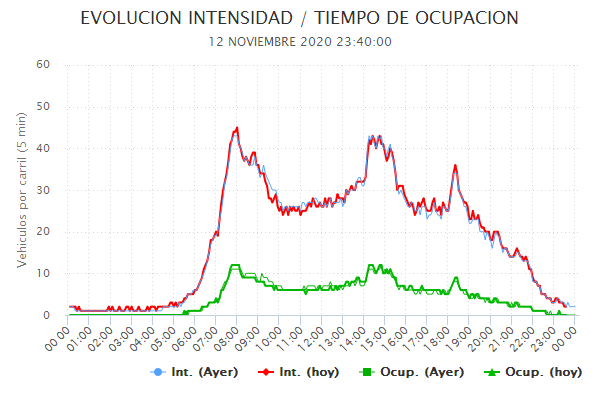 EVOLUCION INTENSIDAD / TIEMPO DE OCUPACION
12 NOVIEMBRE 2020 23:40:00
Vehiculos por carril (5 min)
60
50
40
30
20
10
0
00:00 01:00 02:00 03:00 04:00 05:00 06:00 07:00 08:00 09:00 10:00 11:00 12:00 13:00 14:00 15:00 16:00 17:00 18:00 19:00 20:00 21:00 22:00 23:00 00:00
Int. (Ayer) Int. (hoy) Ocup. (Ayer) Ocup. (hoy)